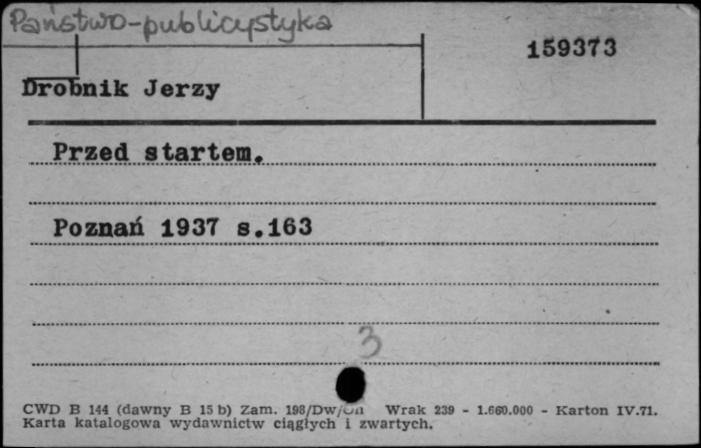 Państwo-publicystyka
159373
Drobnik Jerzy
Przed startem.
Poznań 1937 s.163
3
CWD B 144 (dawny B 15 b) Zam. 198/Dw/ Wrak 239 - 1.660.000 - Karton IV.71.
Karta katalogowa wydawnictw ciągłych i zwartych.